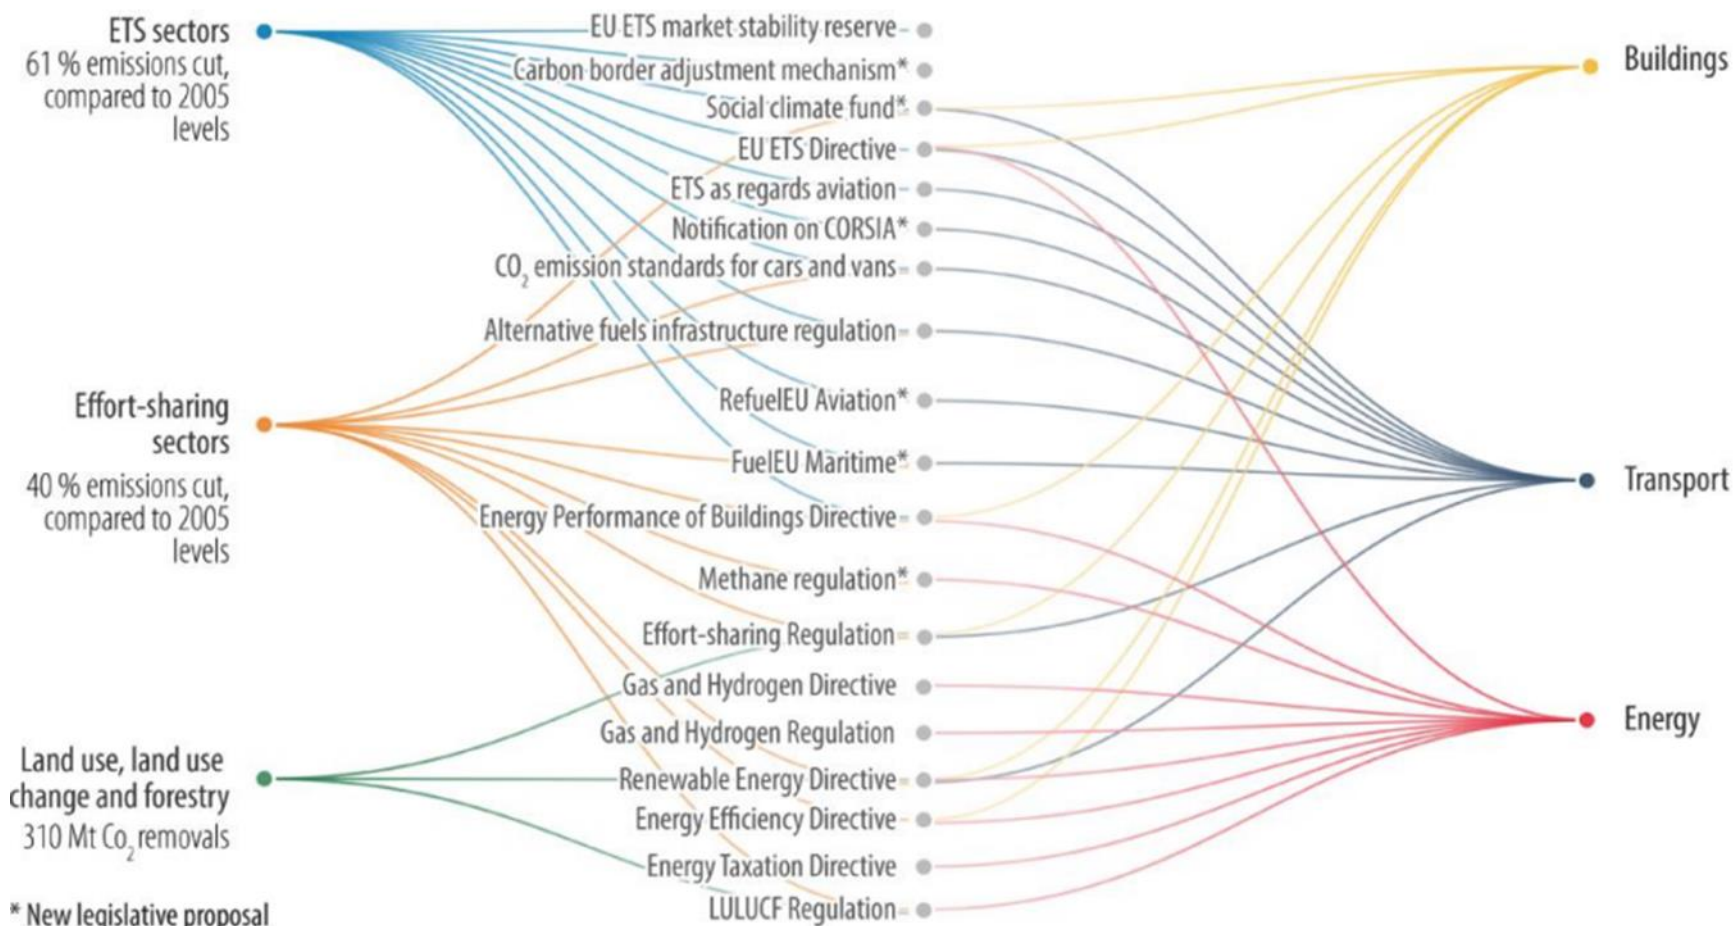 ETS sectors
61 % emissions cut,
compared to 2005
levels
Effort-sharing
sectors
40 % emissions cut,
compared to 2005
levels
Land use, land use
change and forestry
310 Mt Co₂ removals
* New legislative proposal
EU ETS market stability reserve
Carbon border adjustment mechanism*
Social climate fund*
EU ETS Directive
ETS as regards aviation
Notification on CORSIA*
CO₂ emission standards for cars and vans
Alternative fuels infrastructure regulation
RefuelEU Aviation*
FuelEU Maritime*
Energy Performance of Buildings Directive
Methane regulation*
Effort-sharing Regulation
Gas and Hydrogen Directive
Gas and Hydrogen Regulation
Renewable Energy Directive
Energy Efficiency Directive
Energy Taxation Directive
LULUCF Regulation
Buildings
Transport
Energy